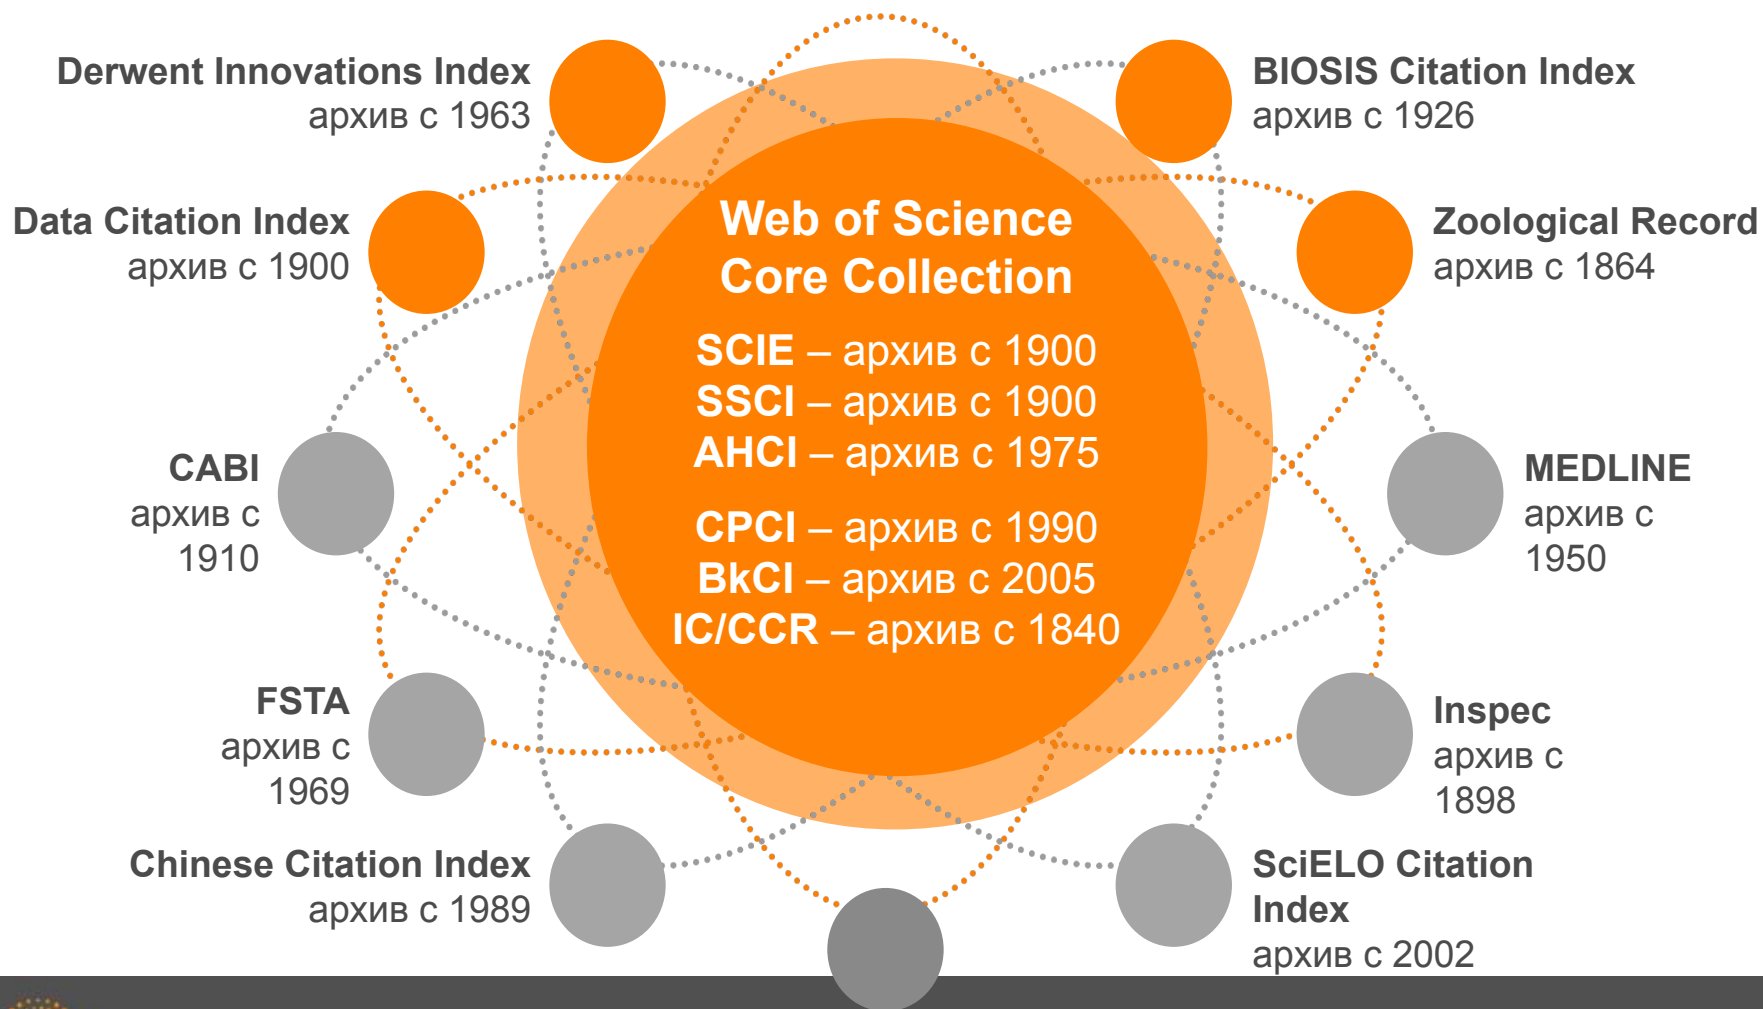 Derwent Innovations Index
архив с 1963
BIOSIS Citation Index
архив с 1926
Data Citation Index
архив с 1900
Zoological Record
архив с 1864
Web of Science
Core Collection
SCIE – архив с 1900
SSCI – архив с 1900
AHCI – архив с 1975
CPCI – архив с 1990
BkCI – архив с 2005
IC/CCR – архив с 1840
CABI
архив с
1910
MEDLINE
архив с
1950
FSTA
архив с
1969
Inspec
архив с
1898
Chinese Citation Index
архив с 1989
SciELO Citation
Index
архив с 2002